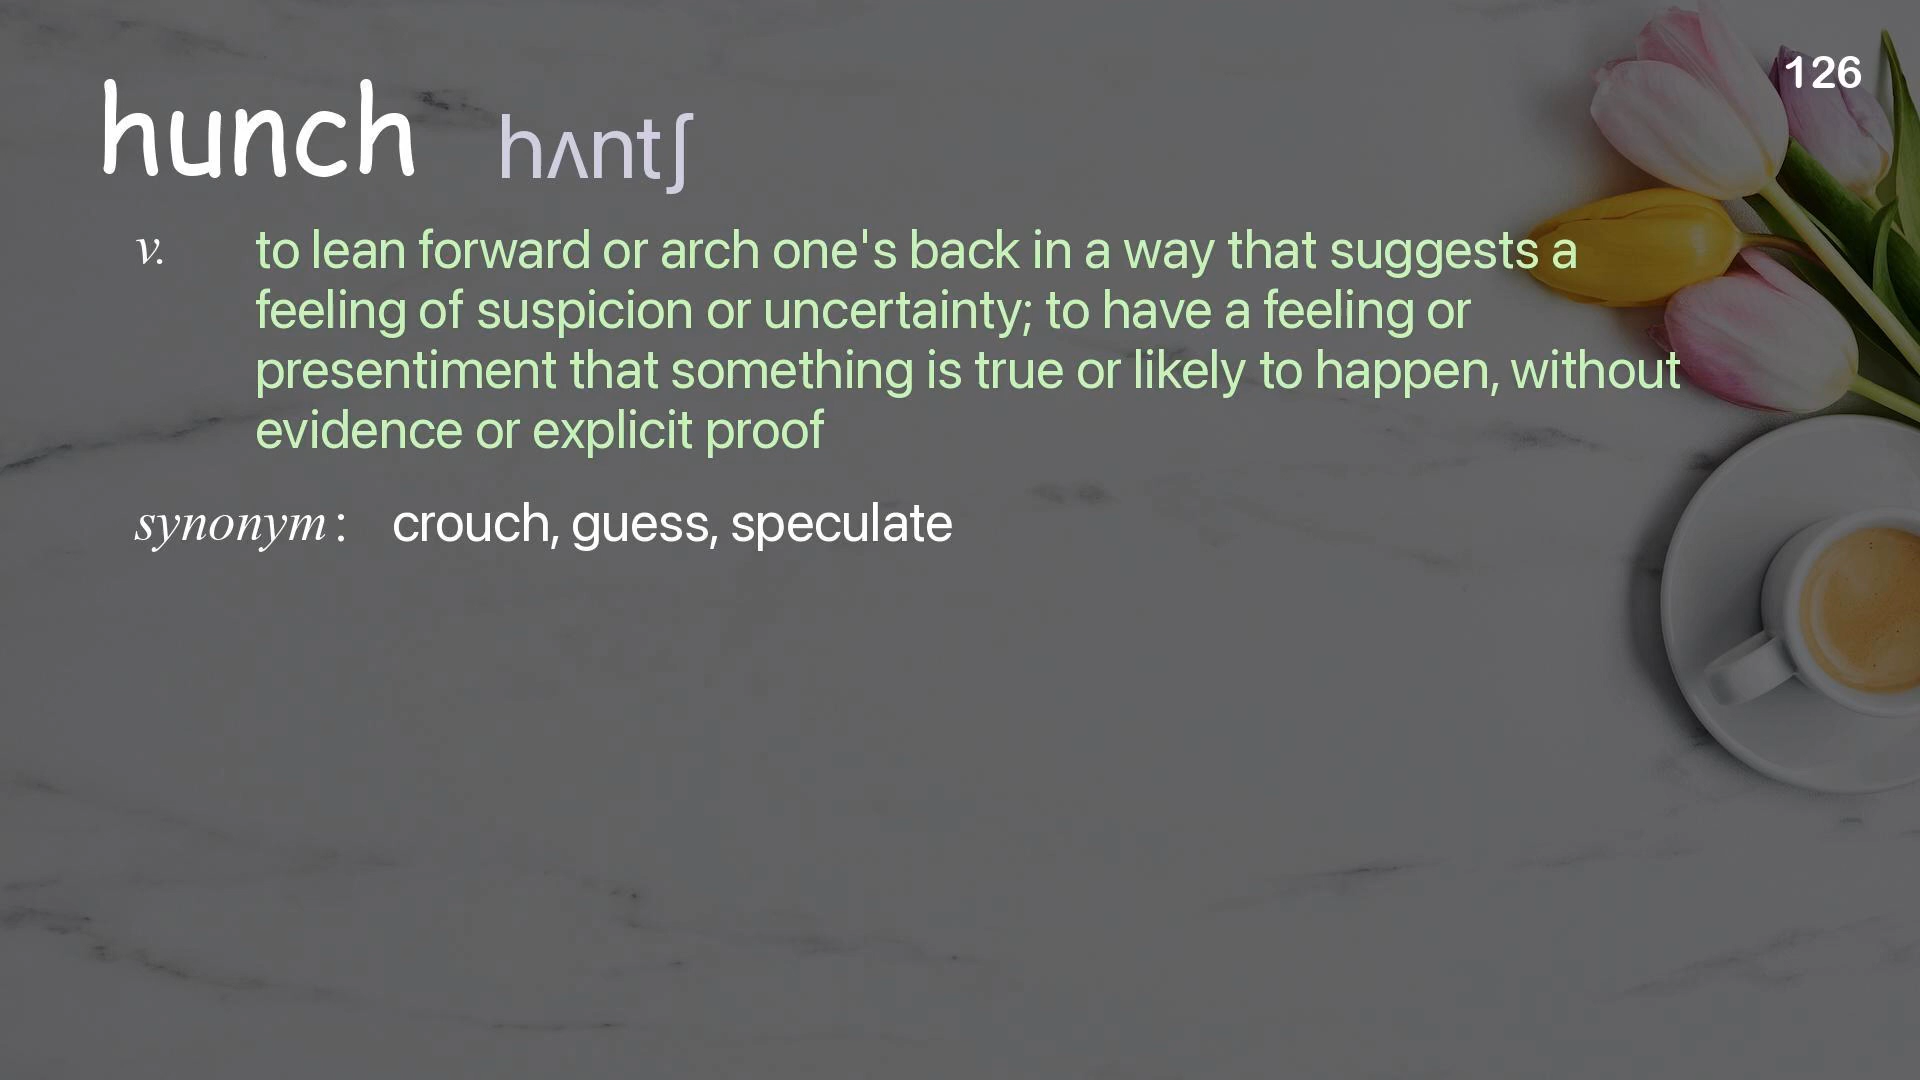 126
hunch hʌntʃ
v. to lean forward or arch one's back in a way that suggests a
feeling of suspicion or uncertainty; to have a feeling or
presentiment that something is true or likely to happen, without
evidence or explicit proof
synonym : crouch, guess, speculate